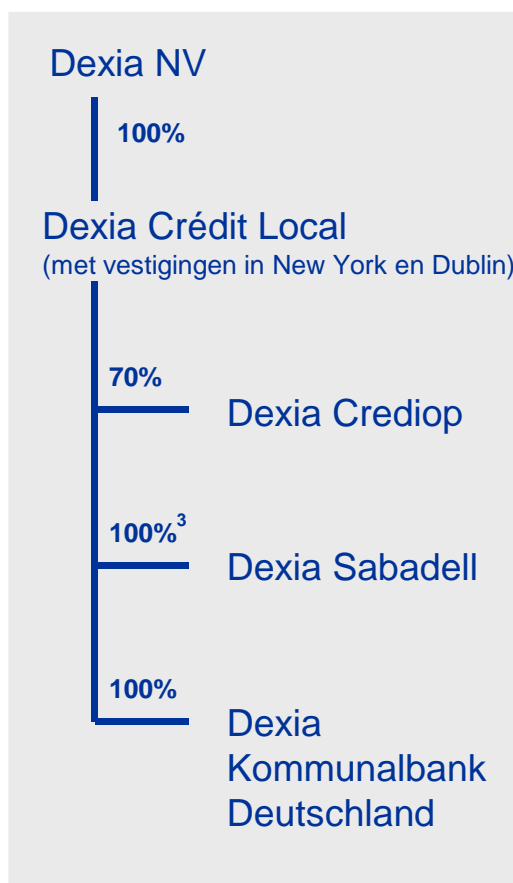 Dexia NV
100%
Dexia Crédit Local
(met vestigingen in New York en Dublin)
70%
Dexia Crediop
100%³
Dexia Sabadell
100%
Dexia
Kommunalbank
Deutschland